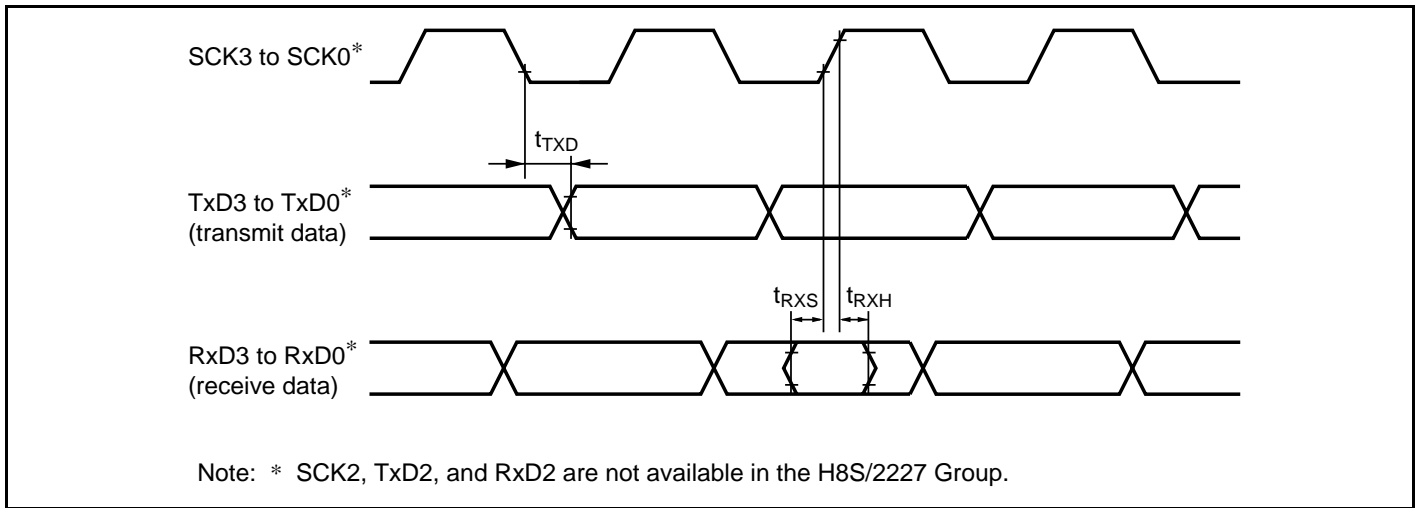 SCK3 to SCK0*
tTXD
TxD3 to TxD0*
(transmit data)
tRXS
tRXH
RxD3 to RxD0*
(receive data)
Note: * SCK2, TxD2, and RxD2 are not available in the H8S/2227 Group.